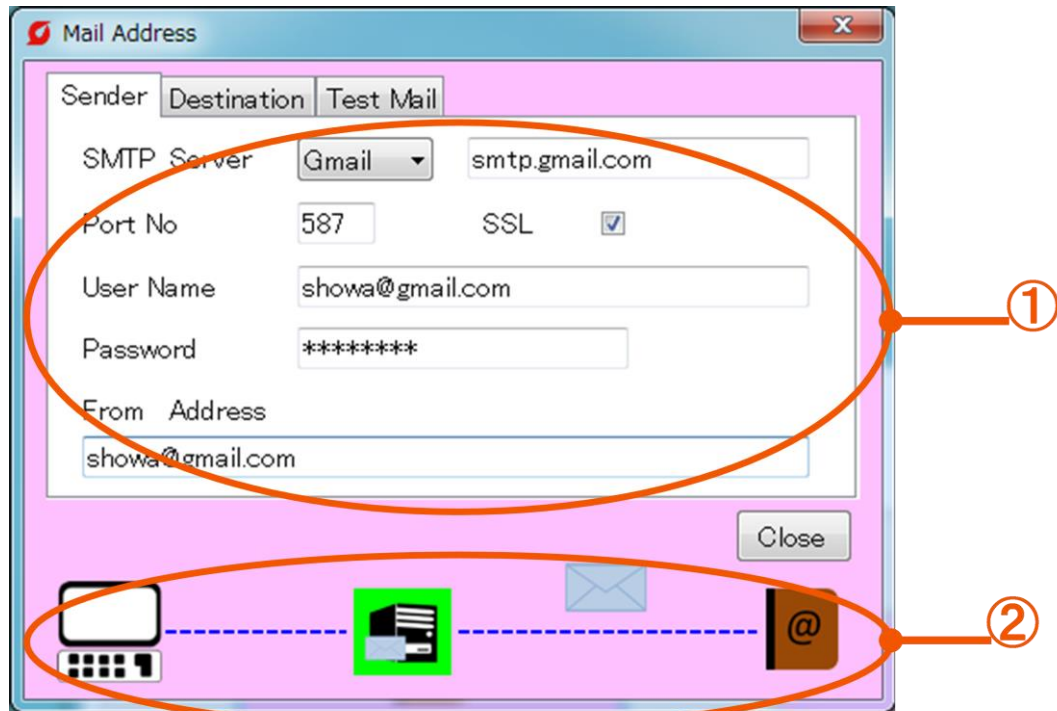 Mail Address
Sender Destination Test Mail
SMTP Server Gmail smtp.gmail.com
Port No 587 SSL
User Name showa@gmail.com
Password ********
From Address
showa@gmail.com
Close
@
①
②